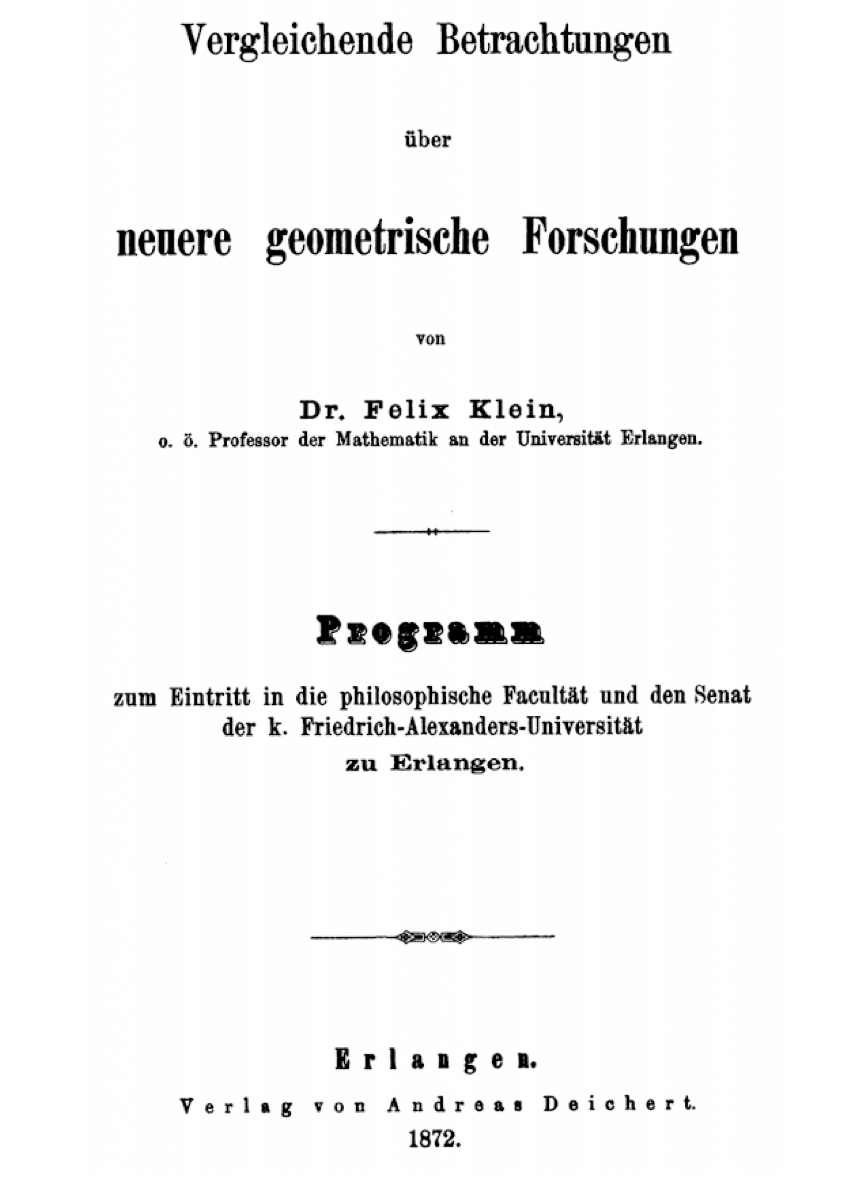 Vergleichende Betrachtungen
über
neuere geometrische Forschungen
von
Dr. Felix Klein,
o. ö. Professor der Mathematik an der Universität Erlangen.
Programm
zum Eintritt in die philosophische Facultät und den Senat
der k. Friedrich-Alexanders-Universität
zu Erlangen.
Erlangen.
Verlag von Andreas Deichert.
1872.